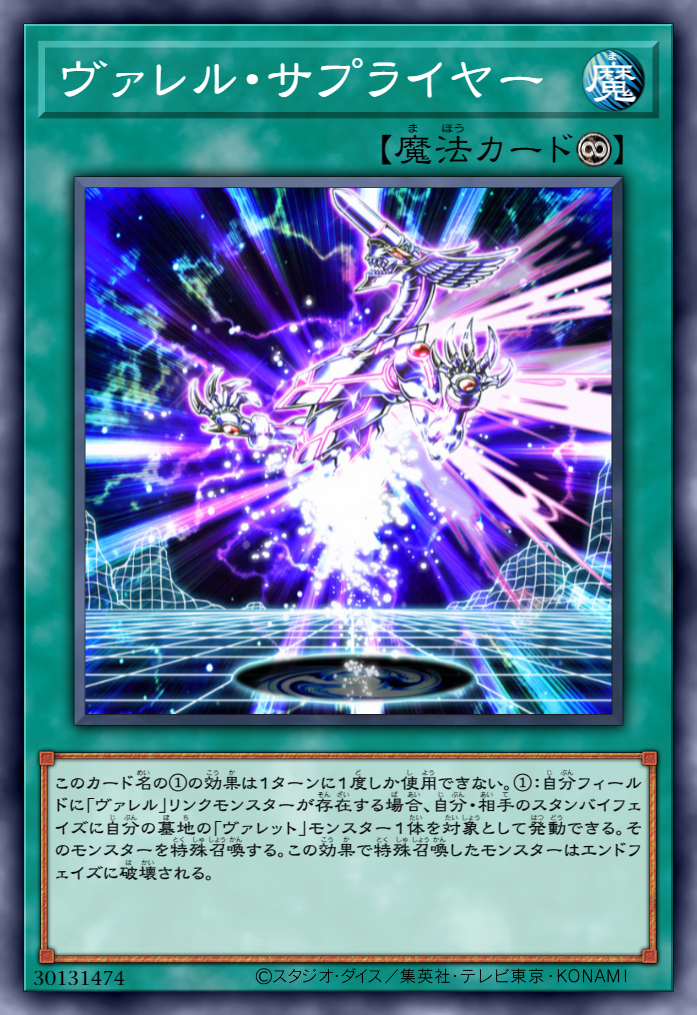 ヴァレル・サプライヤー 魔
【魔法カード】
このカード名の①の効果は1ターンに1度しか使用できない。①:自分フィール
ドに「ヴァレル」リンクモンスターが存在する場合、自分・相手のスタンバイフェ
イズに自分の墓地の「ヴァレット」モンスター1体を対象として発動できる。そ
のモンスターを特殊召喚する。この効果で特殊召喚したモンスターはエンドフ
ェイズに破壊される。
30131474 ©スタジオ・ダイス/集英社・テレビ東京・KONAMI